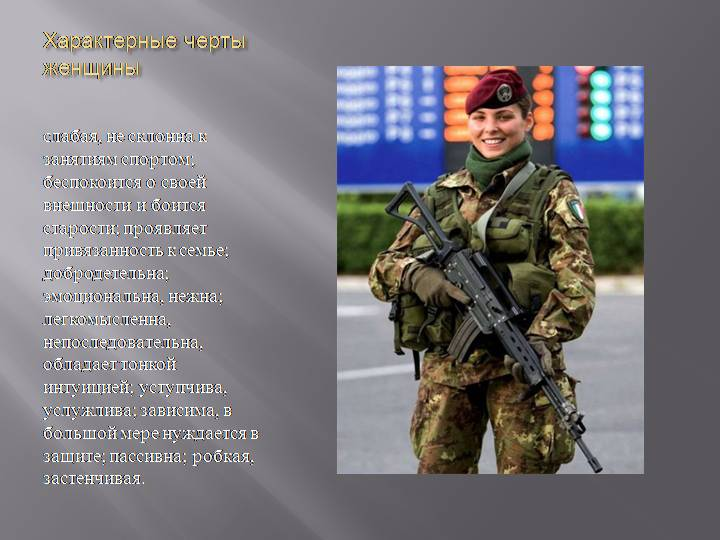 Характерные черты
женщины
слабая, не склонна к
занятиям спортом;
беспокоится о своей
внешности и боится
старости; проявляет
привязанность к семье;
добродетельна;
эмоциональна, нежна;
легкомысленна,
непоследовательна,
обладает тонкой
интуицией; уступчива,
услужлива; зависима, в
большой мере нуждается в
защите; пассивна; робкая,
застенчивая.